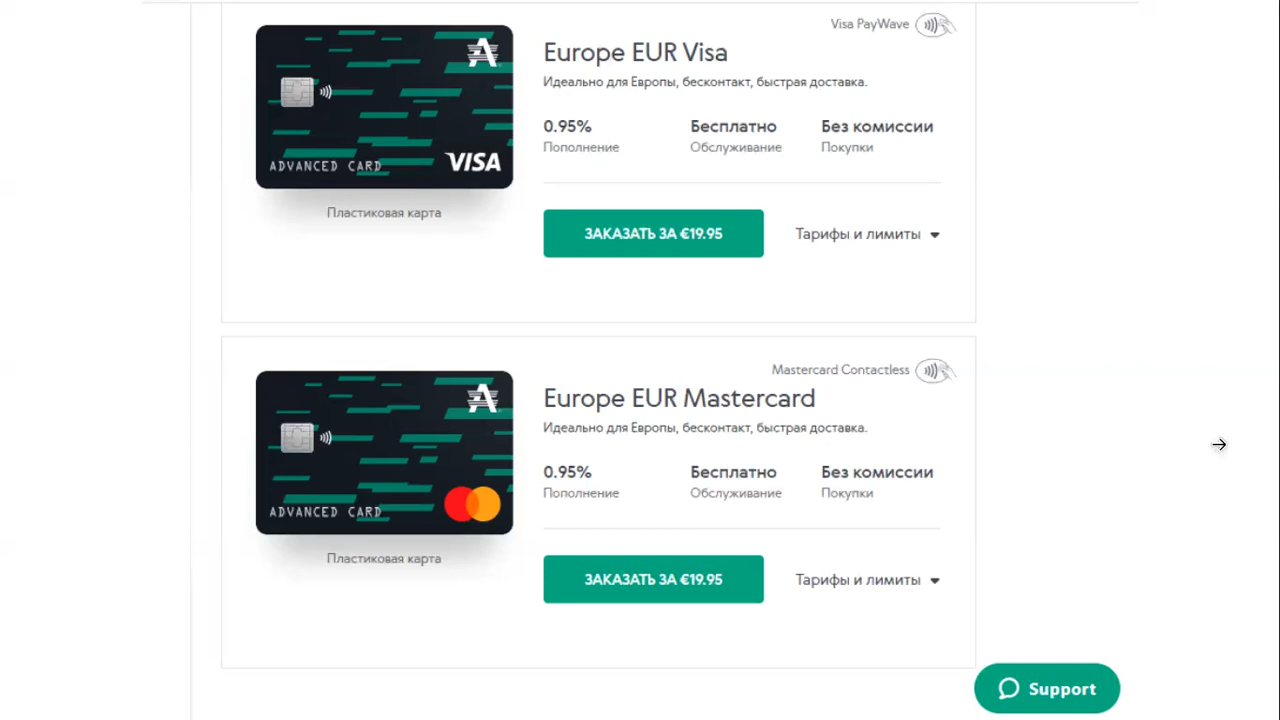 Visa PayWave
Europe EUR Visa
Идеально для Европы, бесконтакт, быстрая доставка.
0.95% Бесплатно Без комиссии
Пополнение Обслуживание Покупки
ADVANCED CARD VISA
Пластиковая карта
ЗАКАЗАТЬ ЗА €19.95 Тарифы и лимиты
Mastercard Contactless
Europe EUR Mastercard
Идеально для Европы, бесконтакт, быстрая доставка.
0.95% Бесплатно Без комиссии
Пополнение Обслуживание Покупки
ADVANCED CARD
Пластиковая карта
ЗАКАЗАТЬ ЗА €19.95 Тарифы и лимиты
Support